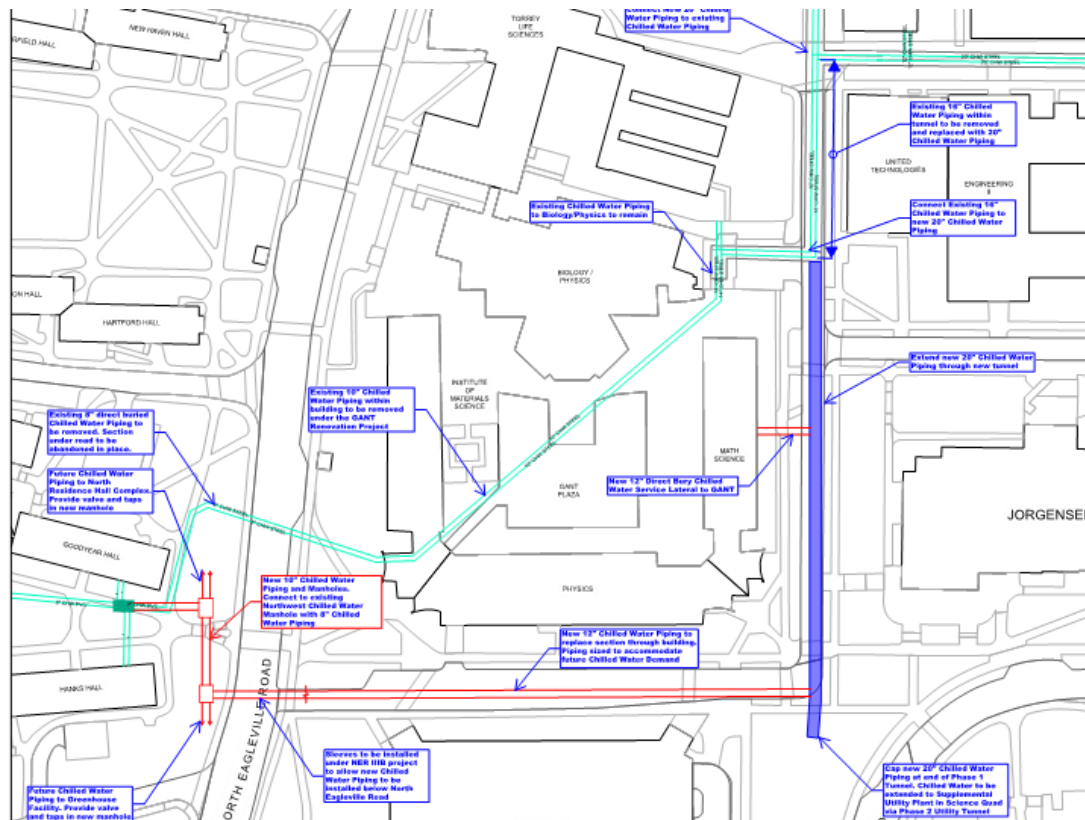 TORREY
LIFE
SCIENCES
Connect New 20" Chilled
Water Piping to existing
Chilled Water Piping
NEW HAVEN HALL
RFIELD HALL
Existing 16" Chilled
Water Piping within
tunnel to be removed
and replaced with 20"
Chilled Water Piping
UNITED
TECHNOLOGIES
ENGINEERING
II
Existing Chilled Water Piping
to Biology/Physics to remain
Connect Existing 16"
Chilled Water Piping to
new 20" Chilled Water
Piping
BIOLOGY /
PHYSICS
ON HALL
HARTFORD HALL
Extend new 20" Chilled Water
Piping through new tunnel
INSTITUTE
OF
MATERIALS
SCIENCE
Existing 10" Chilled
Water Piping within
building to be removed
under the GANT
Renovation Project
Existing 8" direct buried
Chilled Water Piping to
be removed. Section
under road to be
abandoned in place.
MATH
SCIENCE
Future Chilled Water
Piping to North
Residence Hall Complex.
Provide valve and taps
in new manhole
New 12" Direct Bury Chilled
Water Service Lateral to GANT
GANT
PLAZA
JORGENSE
GOODYEAR HALL
PHYSICS
New 10" Chilled Water
Piping and Manholes.
Connect to existing
Northwest Chilled Water
Manhole with 8" Chilled
Water Piping
New 12" Chilled Water Piping to
replace section through building.
Piping sized to accommodate
future Chilled Water Demand
HANKS HALL
NORTH EAGLEVILLE ROAD
Sleeves to be installed
under NER IIIB project
to allow new Chilled
Water Piping to be
installed below North
Eagleville Road
Future Chilled Water
Piping to Greenhouse
Facility. Provide valve
and taps in new manhole
Cap new 20" Chilled Water
Piping at end of Phase 1
Tunnel. Chilled Water to be
extended to Supplemental
Utility Plant in Science Quad
via Phase 2 Utility Tunnel